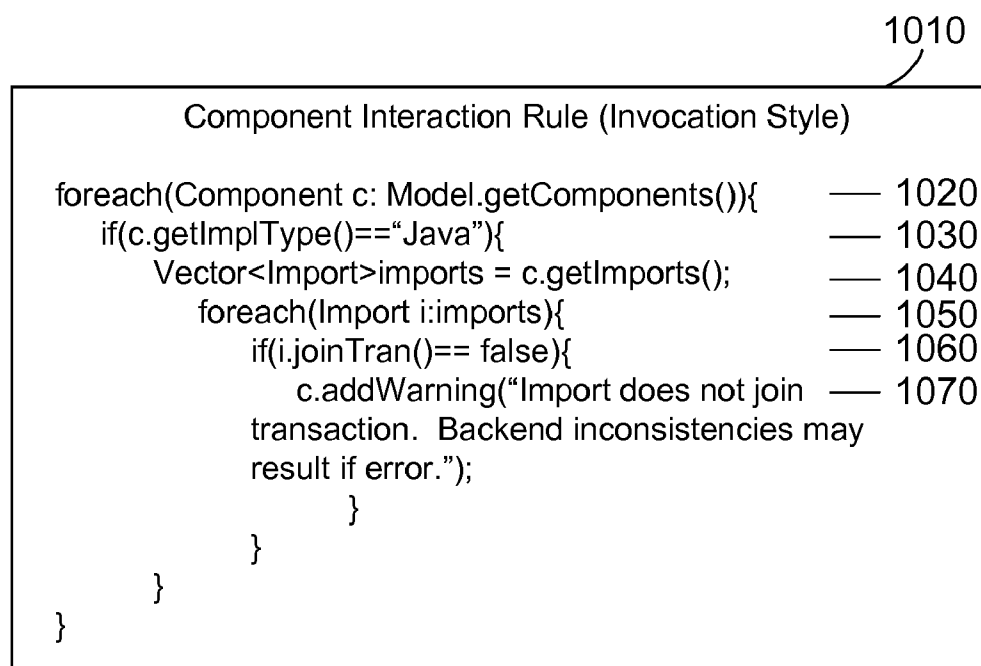 1010
Component Interaction Rule (Invocation Style)
foreach(Component c: Model.getComponents()){ 1020
if(c.getImplType()==“Java”){ 1030
Vector<Import>imports = c.getImports(); 1040
foreach(Import i:imports){ 1050
if(i.joinTran()== false){ 1060
c.addWarning(“Import does not join 1070
transaction.  Backend inconsistencies may
result if error.”);
}
}
}
}